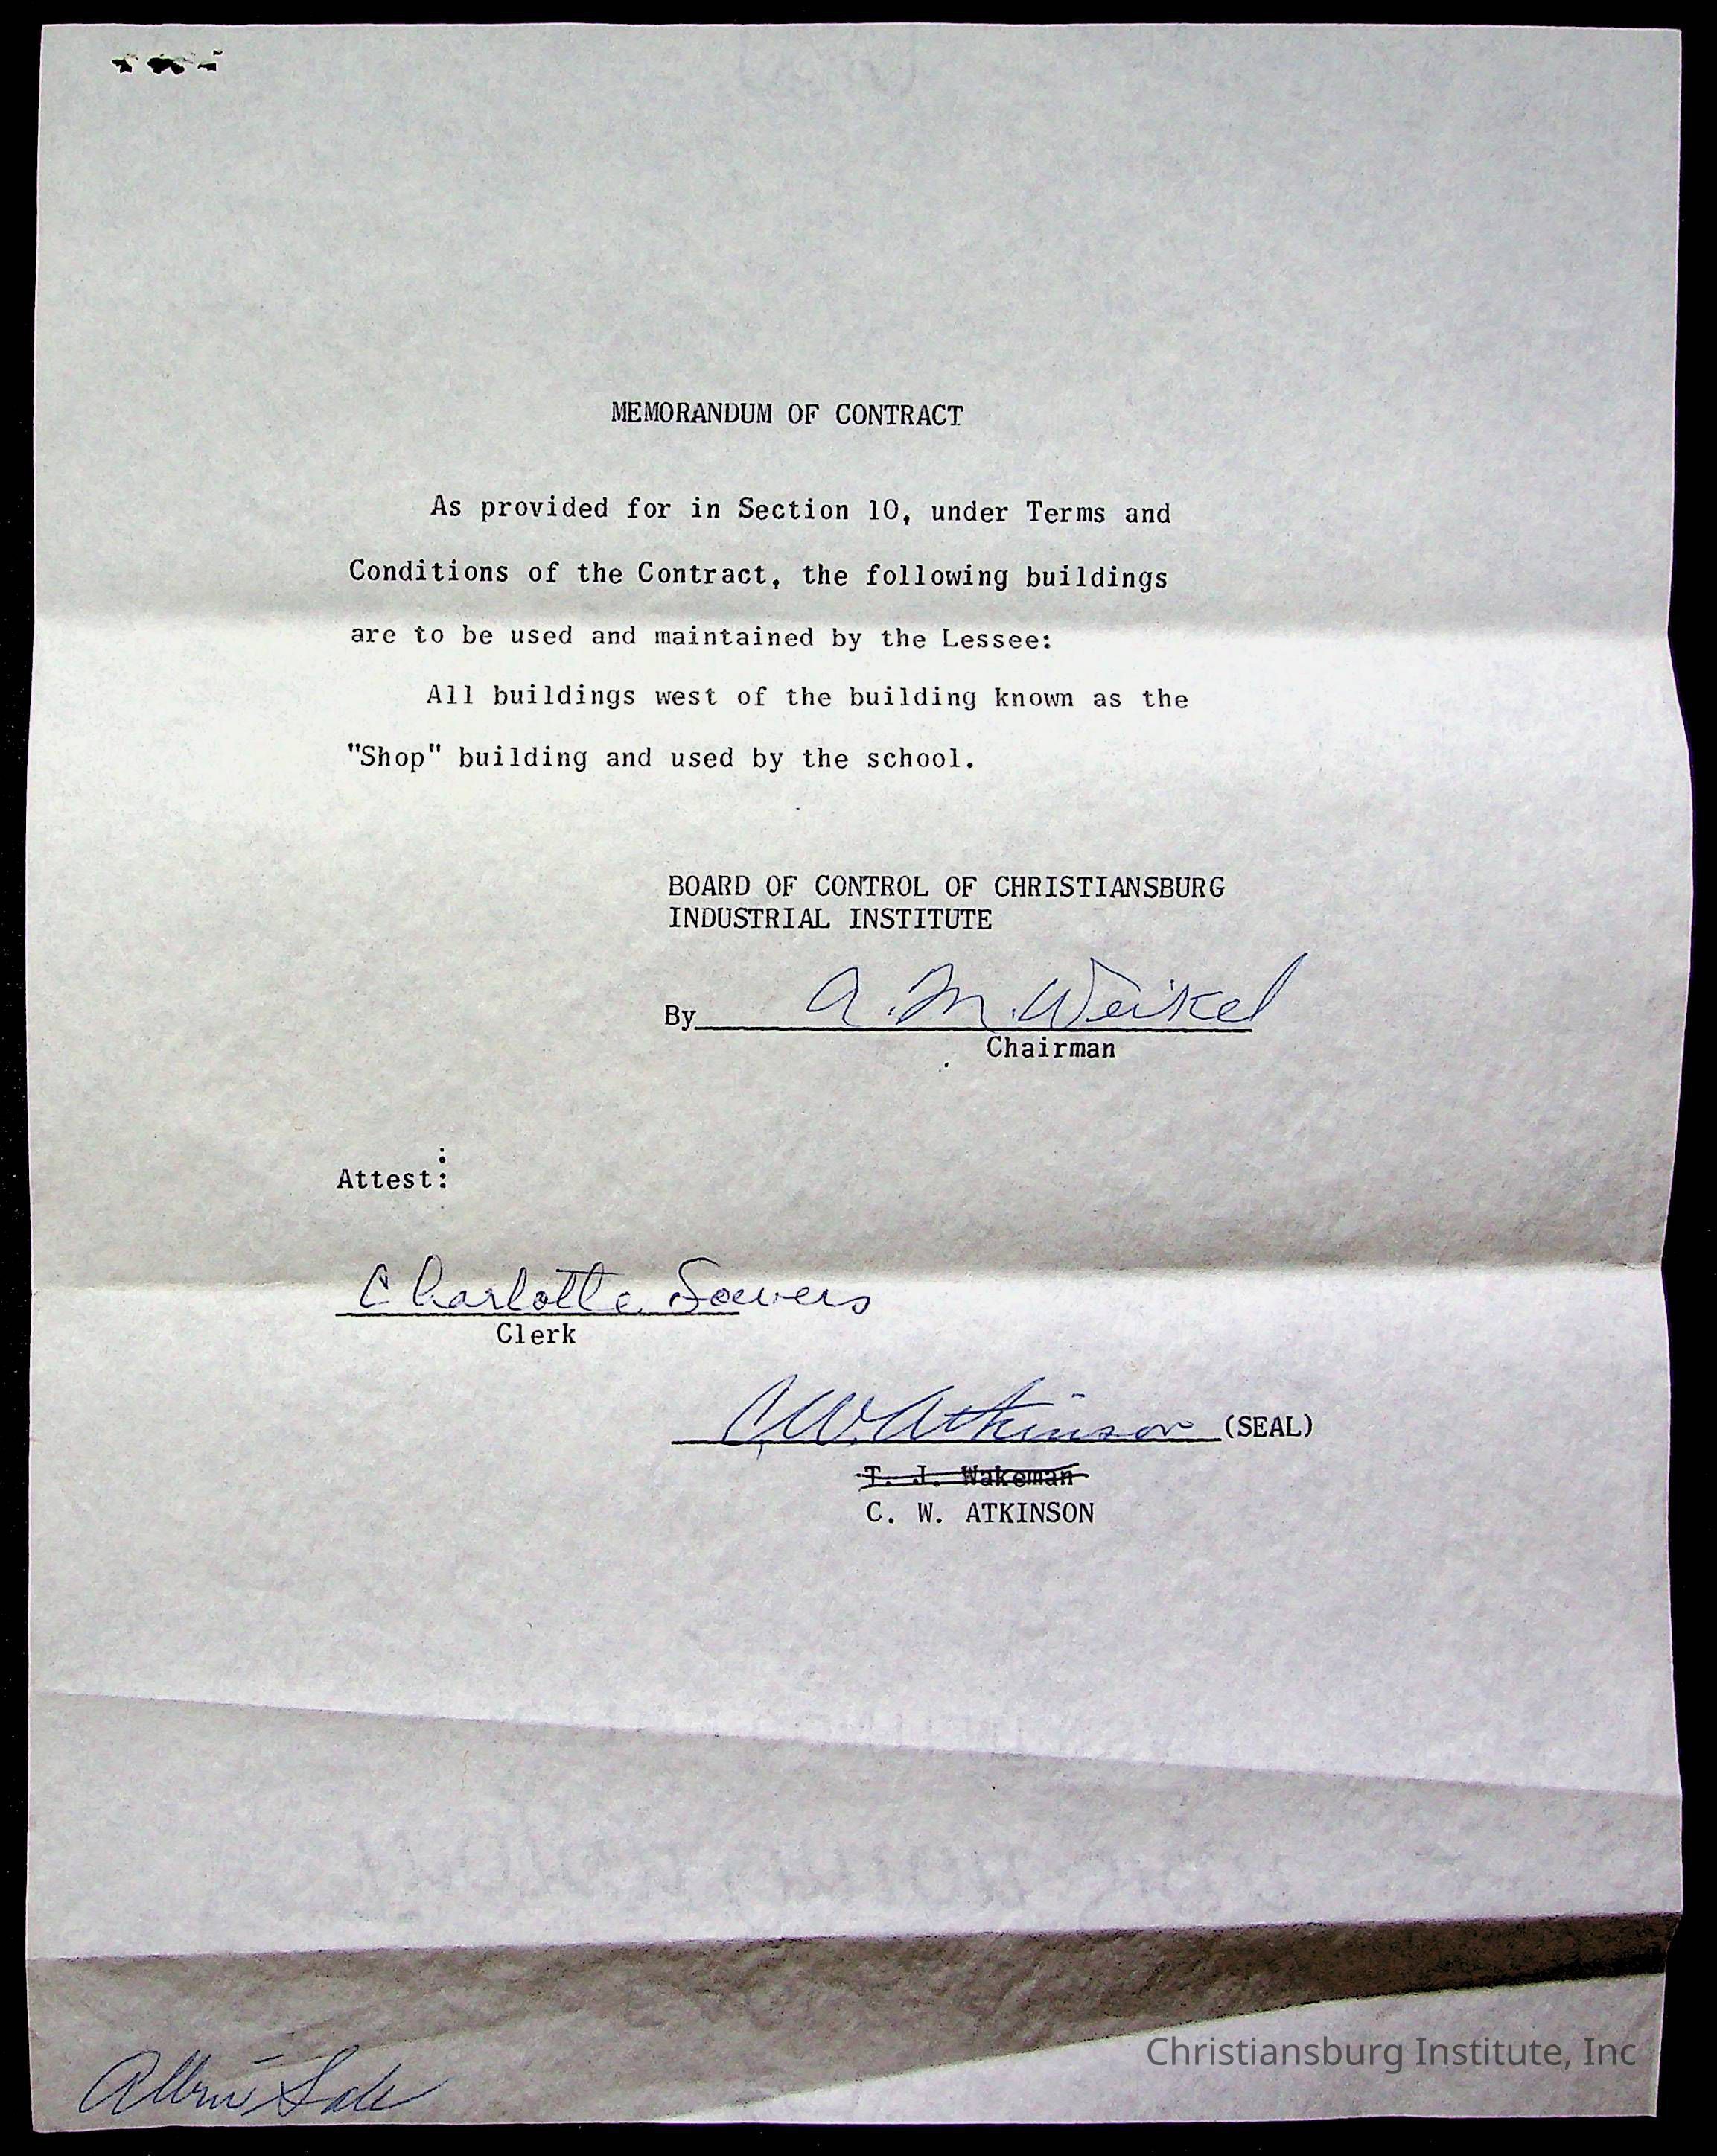 MEMORANDUM OF CONTRACT
As provided for in Section 10, under Terms and
Conditions of the Contract, the following buildings
are to be used and maintained by the Lessee:
All buildings west of the building known as the
"Shop" building and used by the school.
BOARD OF CONTROL OF CHRISTIANSBURG
INDUSTRIAL INSTITUTE
By A. M. Weikel
Chairman
Attest:
Charlotte Sowers
Clerk
C. W. Atkinson (SEAL)
T. J. Wakeman
C. W. ATKINSON
Christiansburg Institute, Inc